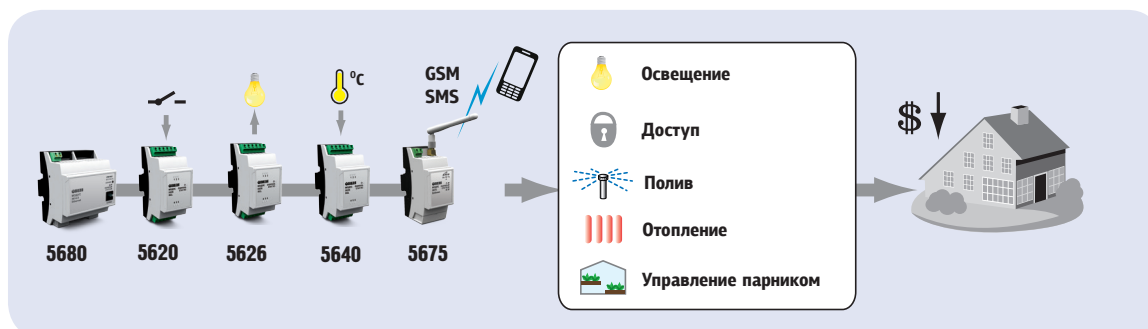 °C
GSM
SMS
5680
5620
5626
5640
5675
Освещение
Доступ
Полив
Отопление
Управление парником
$